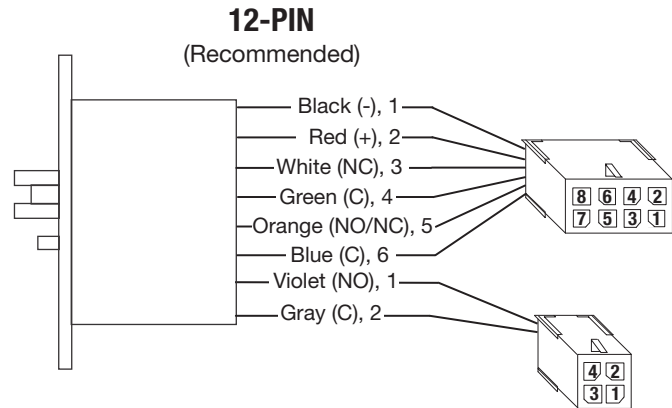 12-PIN
(Recommended)
Black (-), 1
Red (+), 2
White (NC), 3
Green (C), 4
Orange (NO/NC), 5
Blue (C), 6
Violet (NO), 1
Gray (C), 2
8 6 4 2
7 5 3 1
4 2
3 1